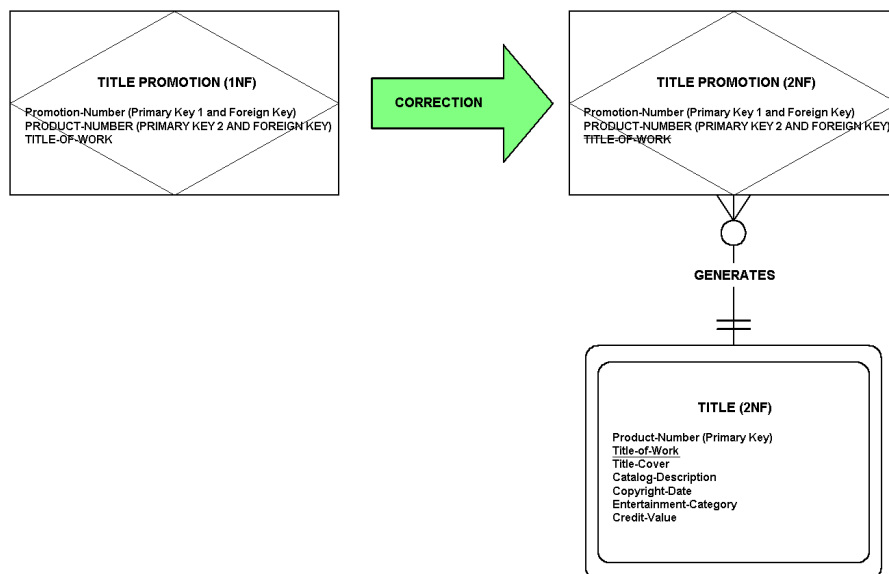 TITLE PROMOTION (1NF)
Promotion-Number (Primary Key 1 and Foreign Key)
PRODUCT-NUMBER (PRIMARY KEY 2 AND FOREIGN KEY)
TITLE-OF-WORK
CORRECTION
TITLE PROMOTION (2NF)
Promotion-Number (Primary Key 1 and Foreign Key)
PRODUCT-NUMBER (PRIMARY KEY 2 AND FOREIGN KEY)
TITLE-OF-WORK
GENERATES
TITLE (2NF)
Product-Number (Primary Key)
Title-of-Work
Title-Cover
Catalog-Description
Copyright-Date
Entertainment-Category
Credit-Value